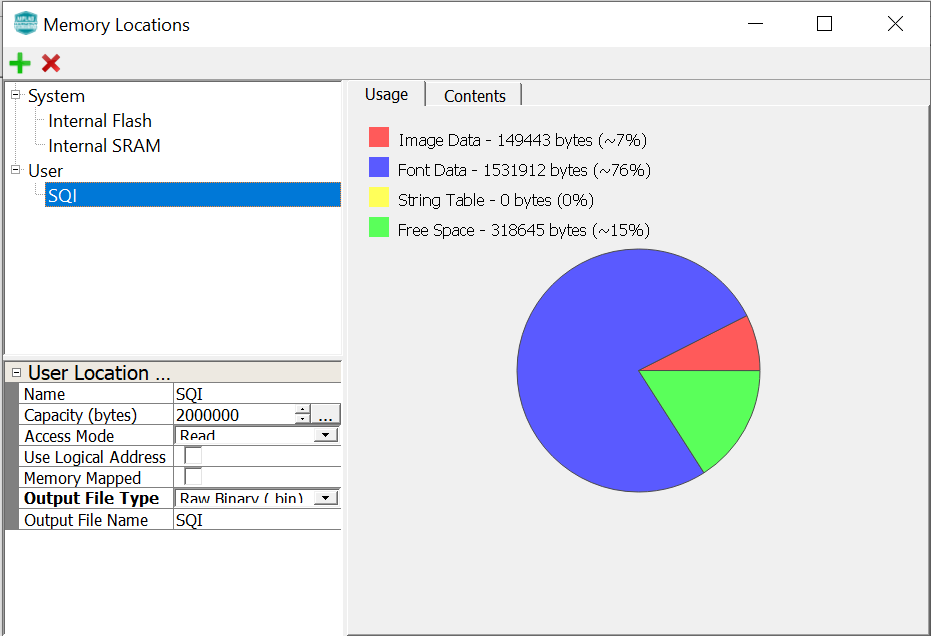 Memory Locations
System
Internal Flash
Internal SRAM
User
SQI
User Location ...
Name SQI
Capacity (bytes) 2000000 ...
Access Mode Read
Use Logical Address
Memory Mapped
Output File Type Raw Binary (.bin)
Output File Name SQI
Usage Contents
Image Data - 149443 bytes (~7%)
Font Data - 1531912 bytes (~76%)
String Table - 0 bytes (0%)
Free Space - 318645 bytes (~15%)